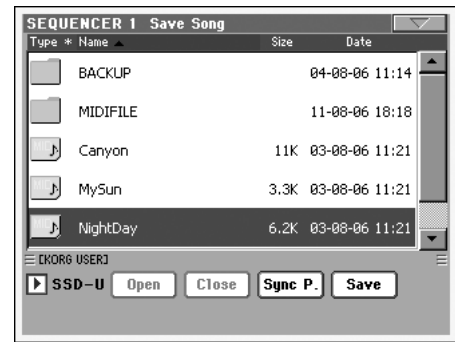 SEQUENCER 1 Save Song
Type * Name Size Date
BACKUP 04-08-06 11:14
MIDIFILE 11-08-06 18:18
Canyon 11K 03-08-06 11:21
MySun 3.3K 03-08-06 11:21
NightDay 6.2K 03-08-06 11:21
[KORG USER]
SSD-U Open Close Sync P. Save